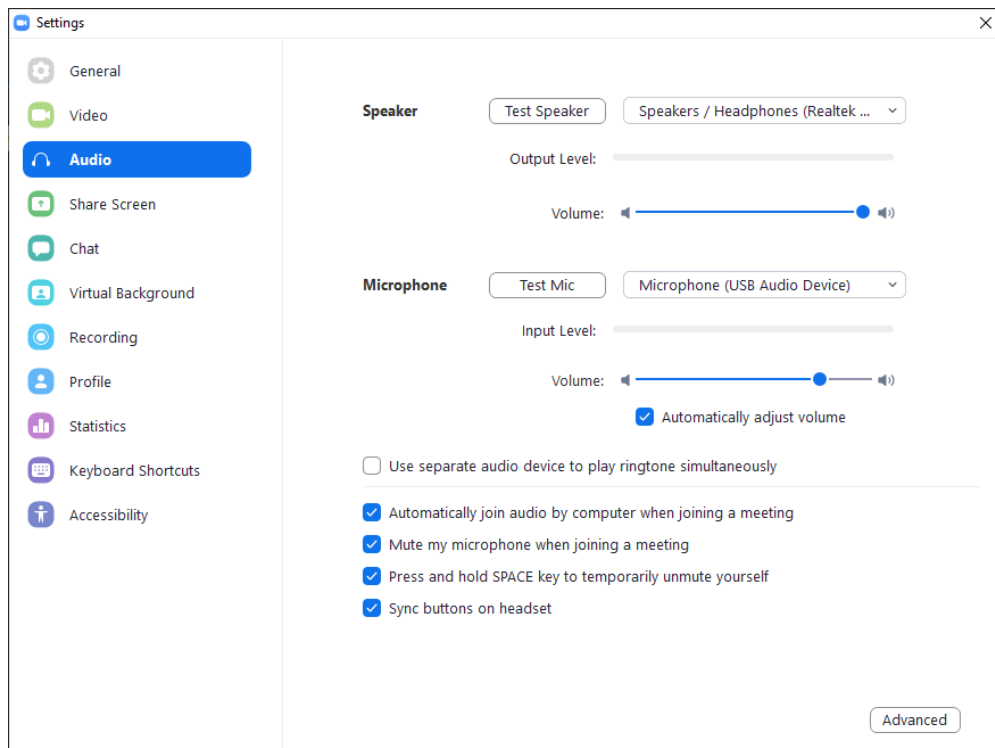 Settings
General
Video
Audio
Share Screen
Chat
Virtual Background
Recording
Profile
Statistics
Keyboard Shortcuts
Accessibility
Speaker
Test Speaker
Speakers / Headphones (Realtek ...
Output Level:
Volume:
Microphone
Test Mic
Microphone (USB Audio Device)
Input Level:
Volume:
Automatically adjust volume
Use separate audio device to play ringtone simultaneously
Automatically join audio by computer when joining a meeting
Mute my microphone when joining a meeting
Press and hold SPACE key to temporarily unmute yourself
Sync buttons on headset
Advanced